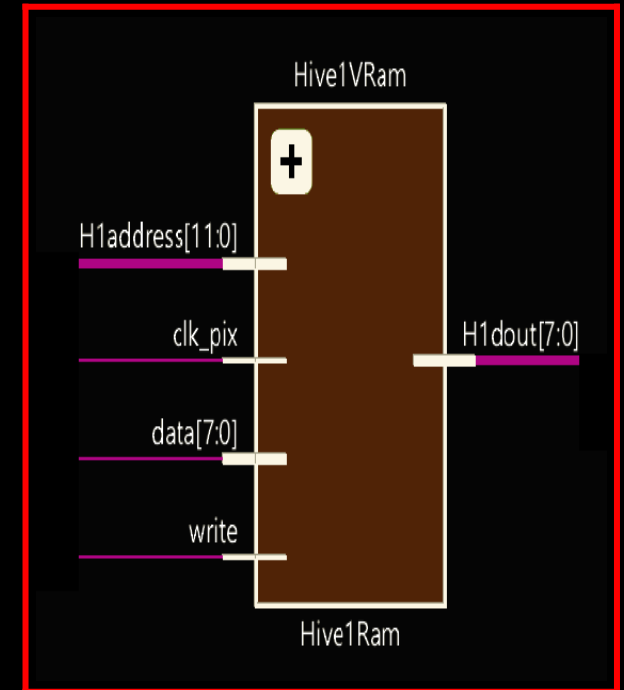 Hive1VRam
+
H1address[11:0]
clk_pix
H1dout[7:0]
data[7:0]
write
Hive1Ram